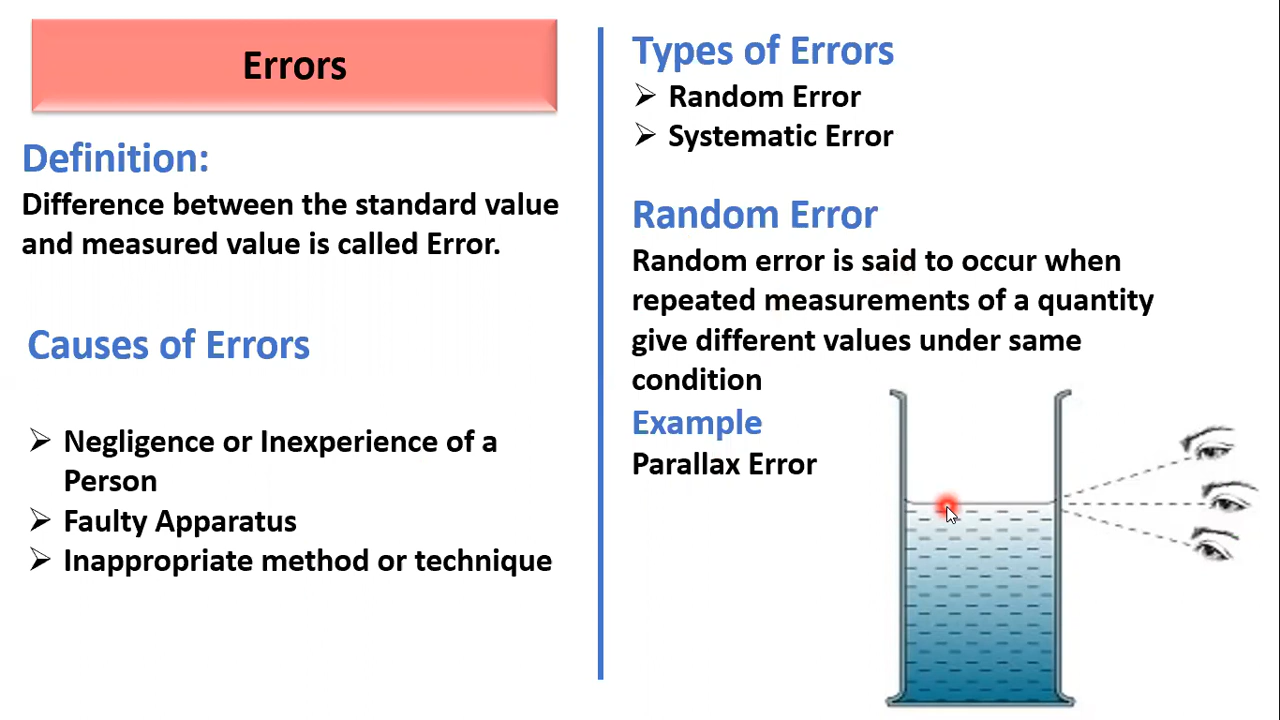 Errors
Definition:
Difference between the standard value
and measured value is called Error.
Causes of Errors
➢ Negligence or Inexperience of a
Person
➢ Faulty Apparatus
➢ Inappropriate method or technique
Types of Errors
➢ Random Error
➢ Systematic Error
Random Error
Random error is said to occur when
repeated measurements of a quantity
give different values under same
condition
Example
Parallax Error